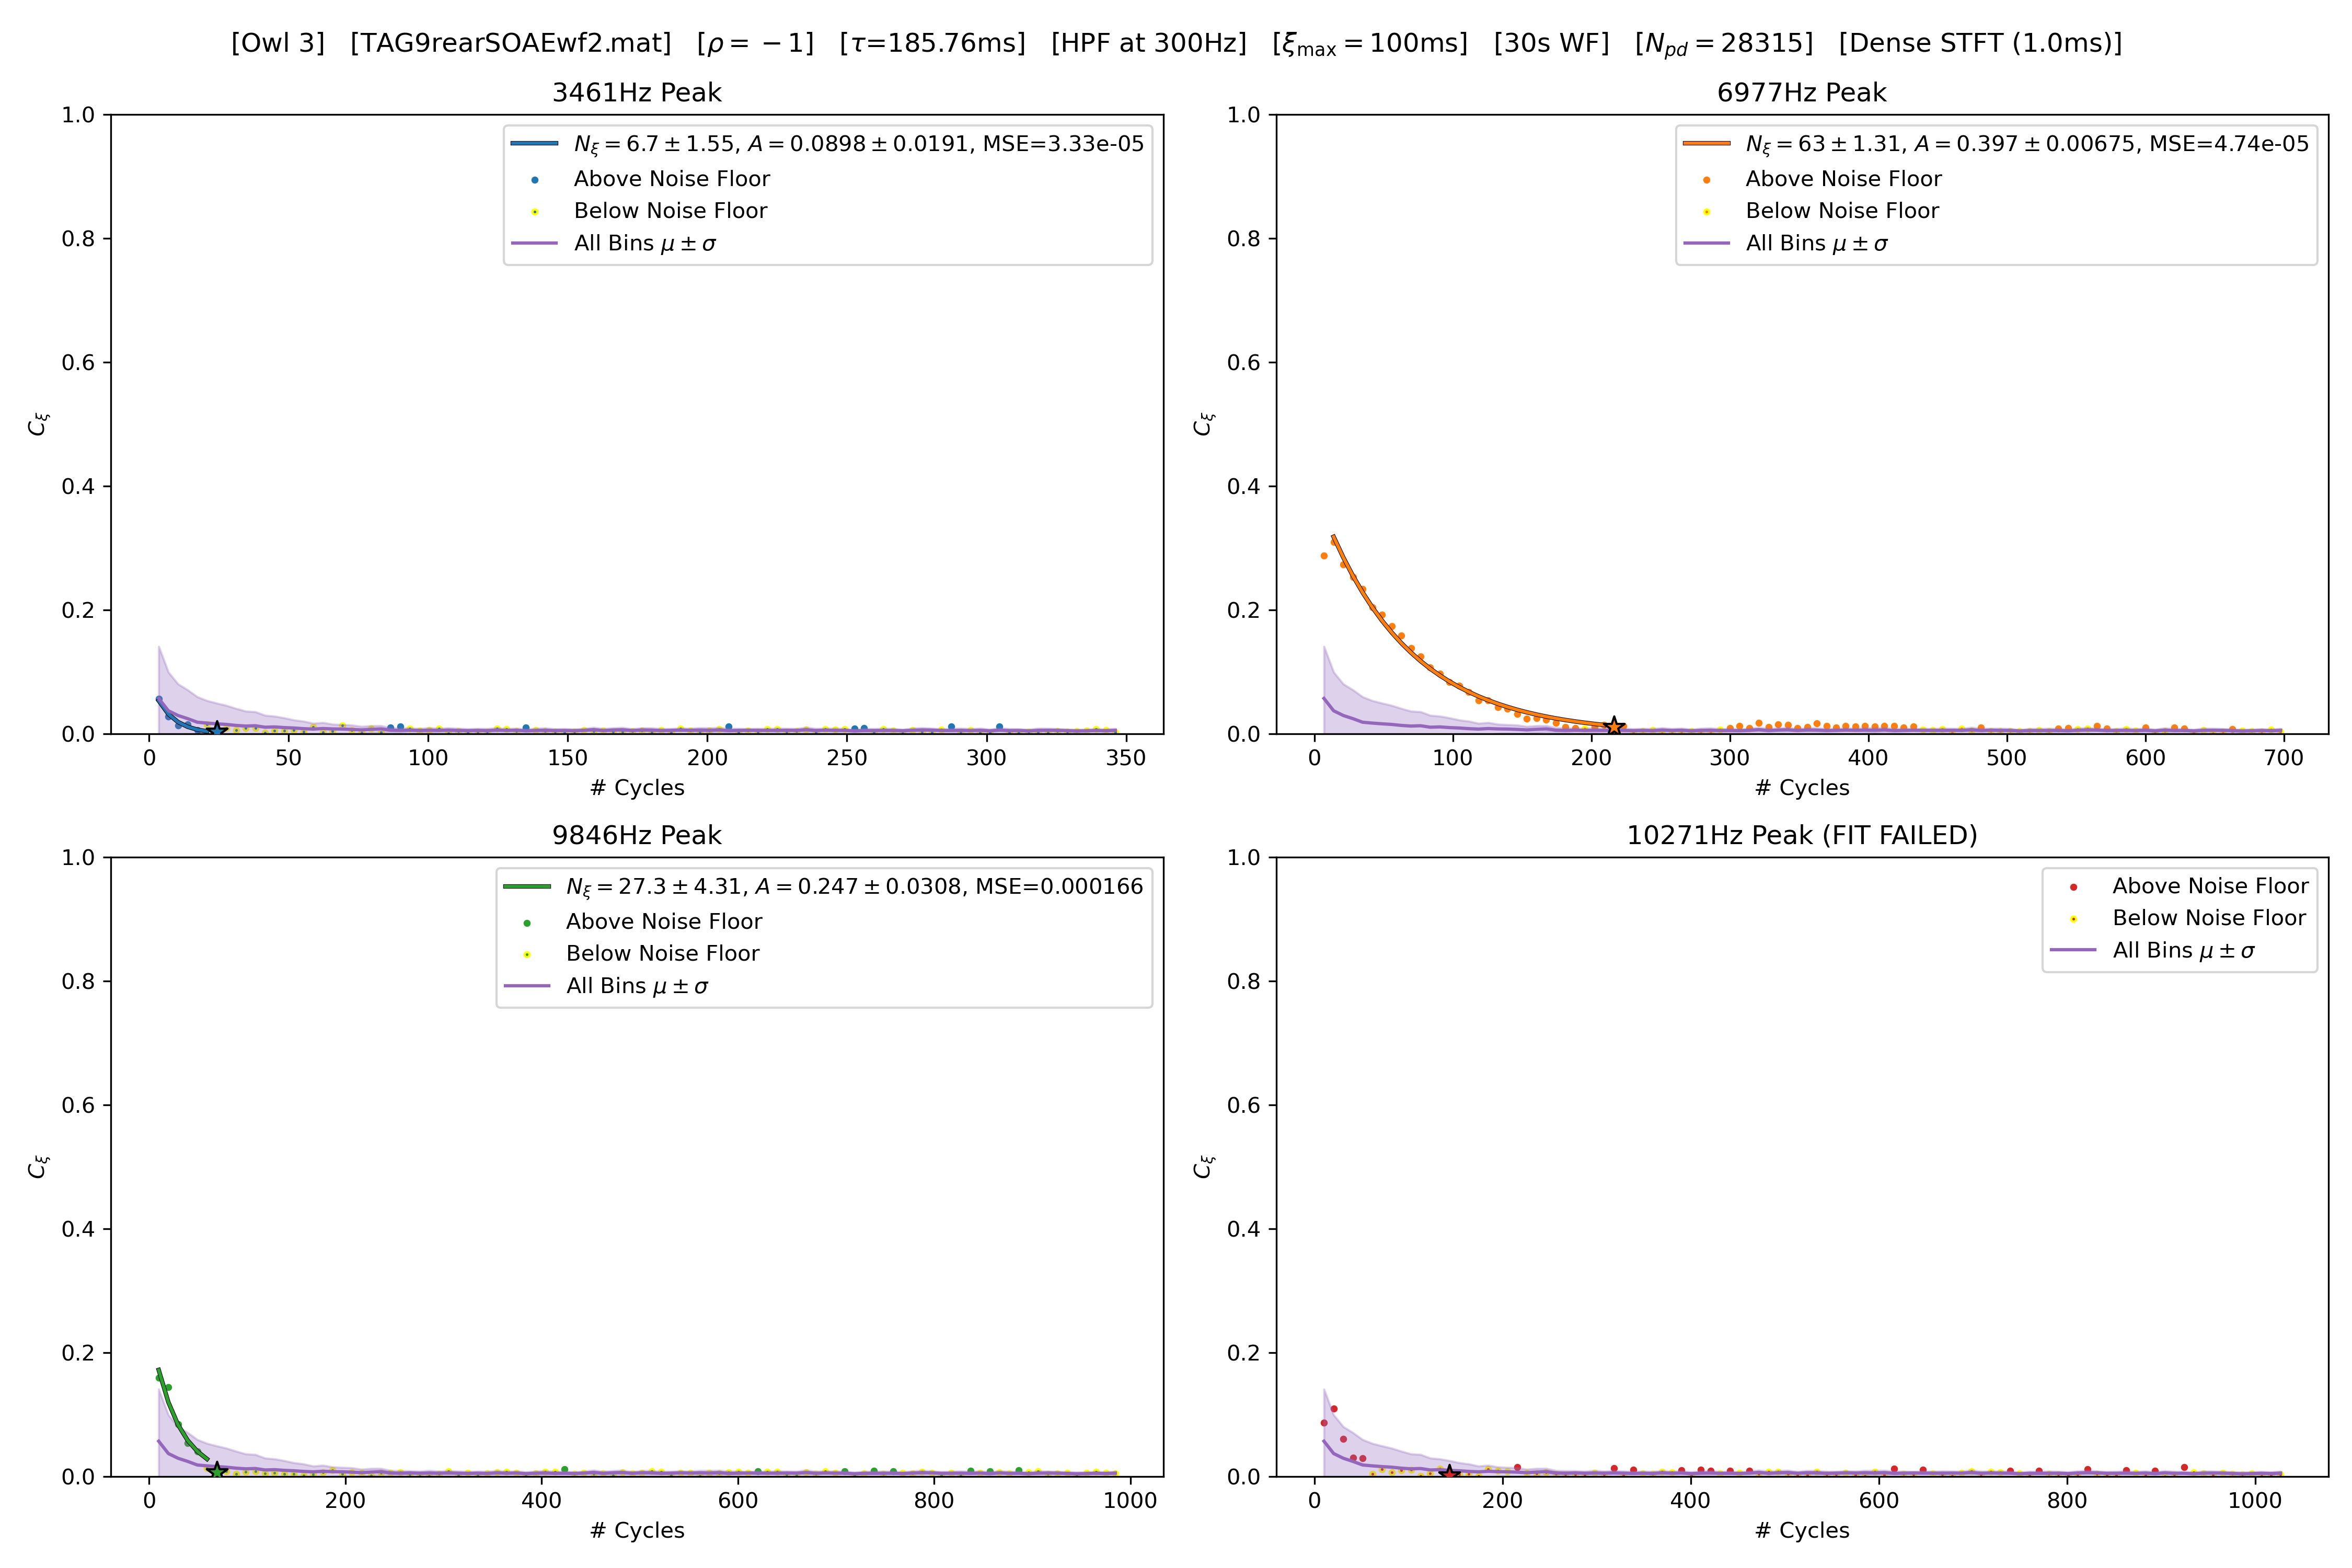 [Owl 3] [TAG9rearSOAEwf2.mat] [ρ = −1] [τ=185.76ms] [HPF at 300Hz] [ξmax = 100ms] [30s WF] [Npd = 28315] [Dense STFT (1.0ms)]
3461Hz Peak
Nξ = 6.7 ± 1.55, A = 0.0898 ± 0.0191, MSE=3.33e-05
Above Noise Floor
Below Noise Floor
All Bins μ ± σ
1.0
0.8
0.6
0.4
0.2
0.0
Cξ
0 50 100 150 200 250 300 350
# Cycles
6977Hz Peak
Nξ = 63 ± 1.31, A = 0.397 ± 0.00675, MSE=4.74e-05
Above Noise Floor
Below Noise Floor
All Bins μ ± σ
1.0
0.8
0.6
0.4
0.2
0.0
Cξ
0 100 200 300 400 500 600 700
# Cycles
9846Hz Peak
Nξ = 27.3 ± 4.31, A = 0.247 ± 0.0308, MSE=0.000166
Above Noise Floor
Below Noise Floor
All Bins μ ± σ
1.0
0.8
0.6
0.4
0.2
0.0
Cξ
0 200 400 600 800 1000
# Cycles
10271Hz Peak (FIT FAILED)
Above Noise Floor
Below Noise Floor
All Bins μ ± σ
1.0
0.8
0.6
0.4
0.2
0.0
Cξ
0 200 400 600 800 1000
# Cycles